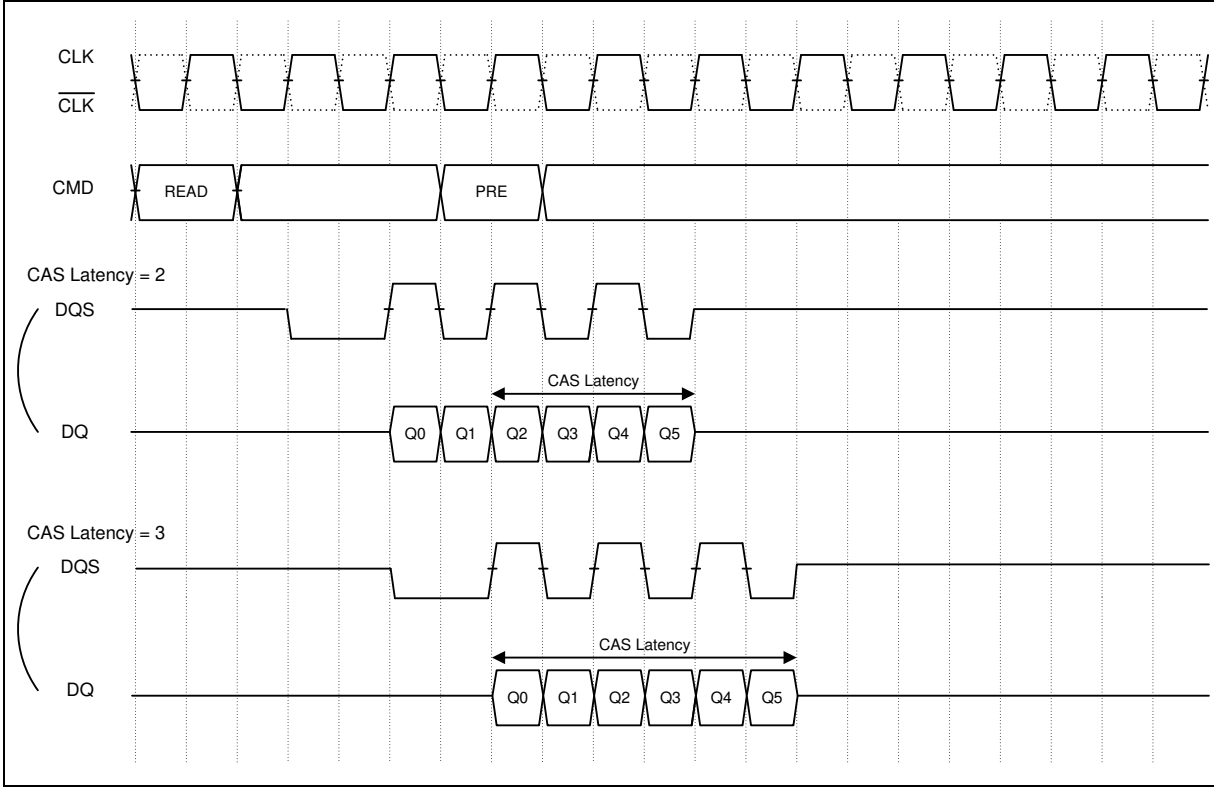 CLK
CLK
CMD READ PRE
CAS Latency = 2
DQS
CAS Latency
DQ Q0 Q1 Q2 Q3 Q4 Q5
CAS Latency = 3
DQS
CAS Latency
DQ Q0 Q1 Q2 Q3 Q4 Q5